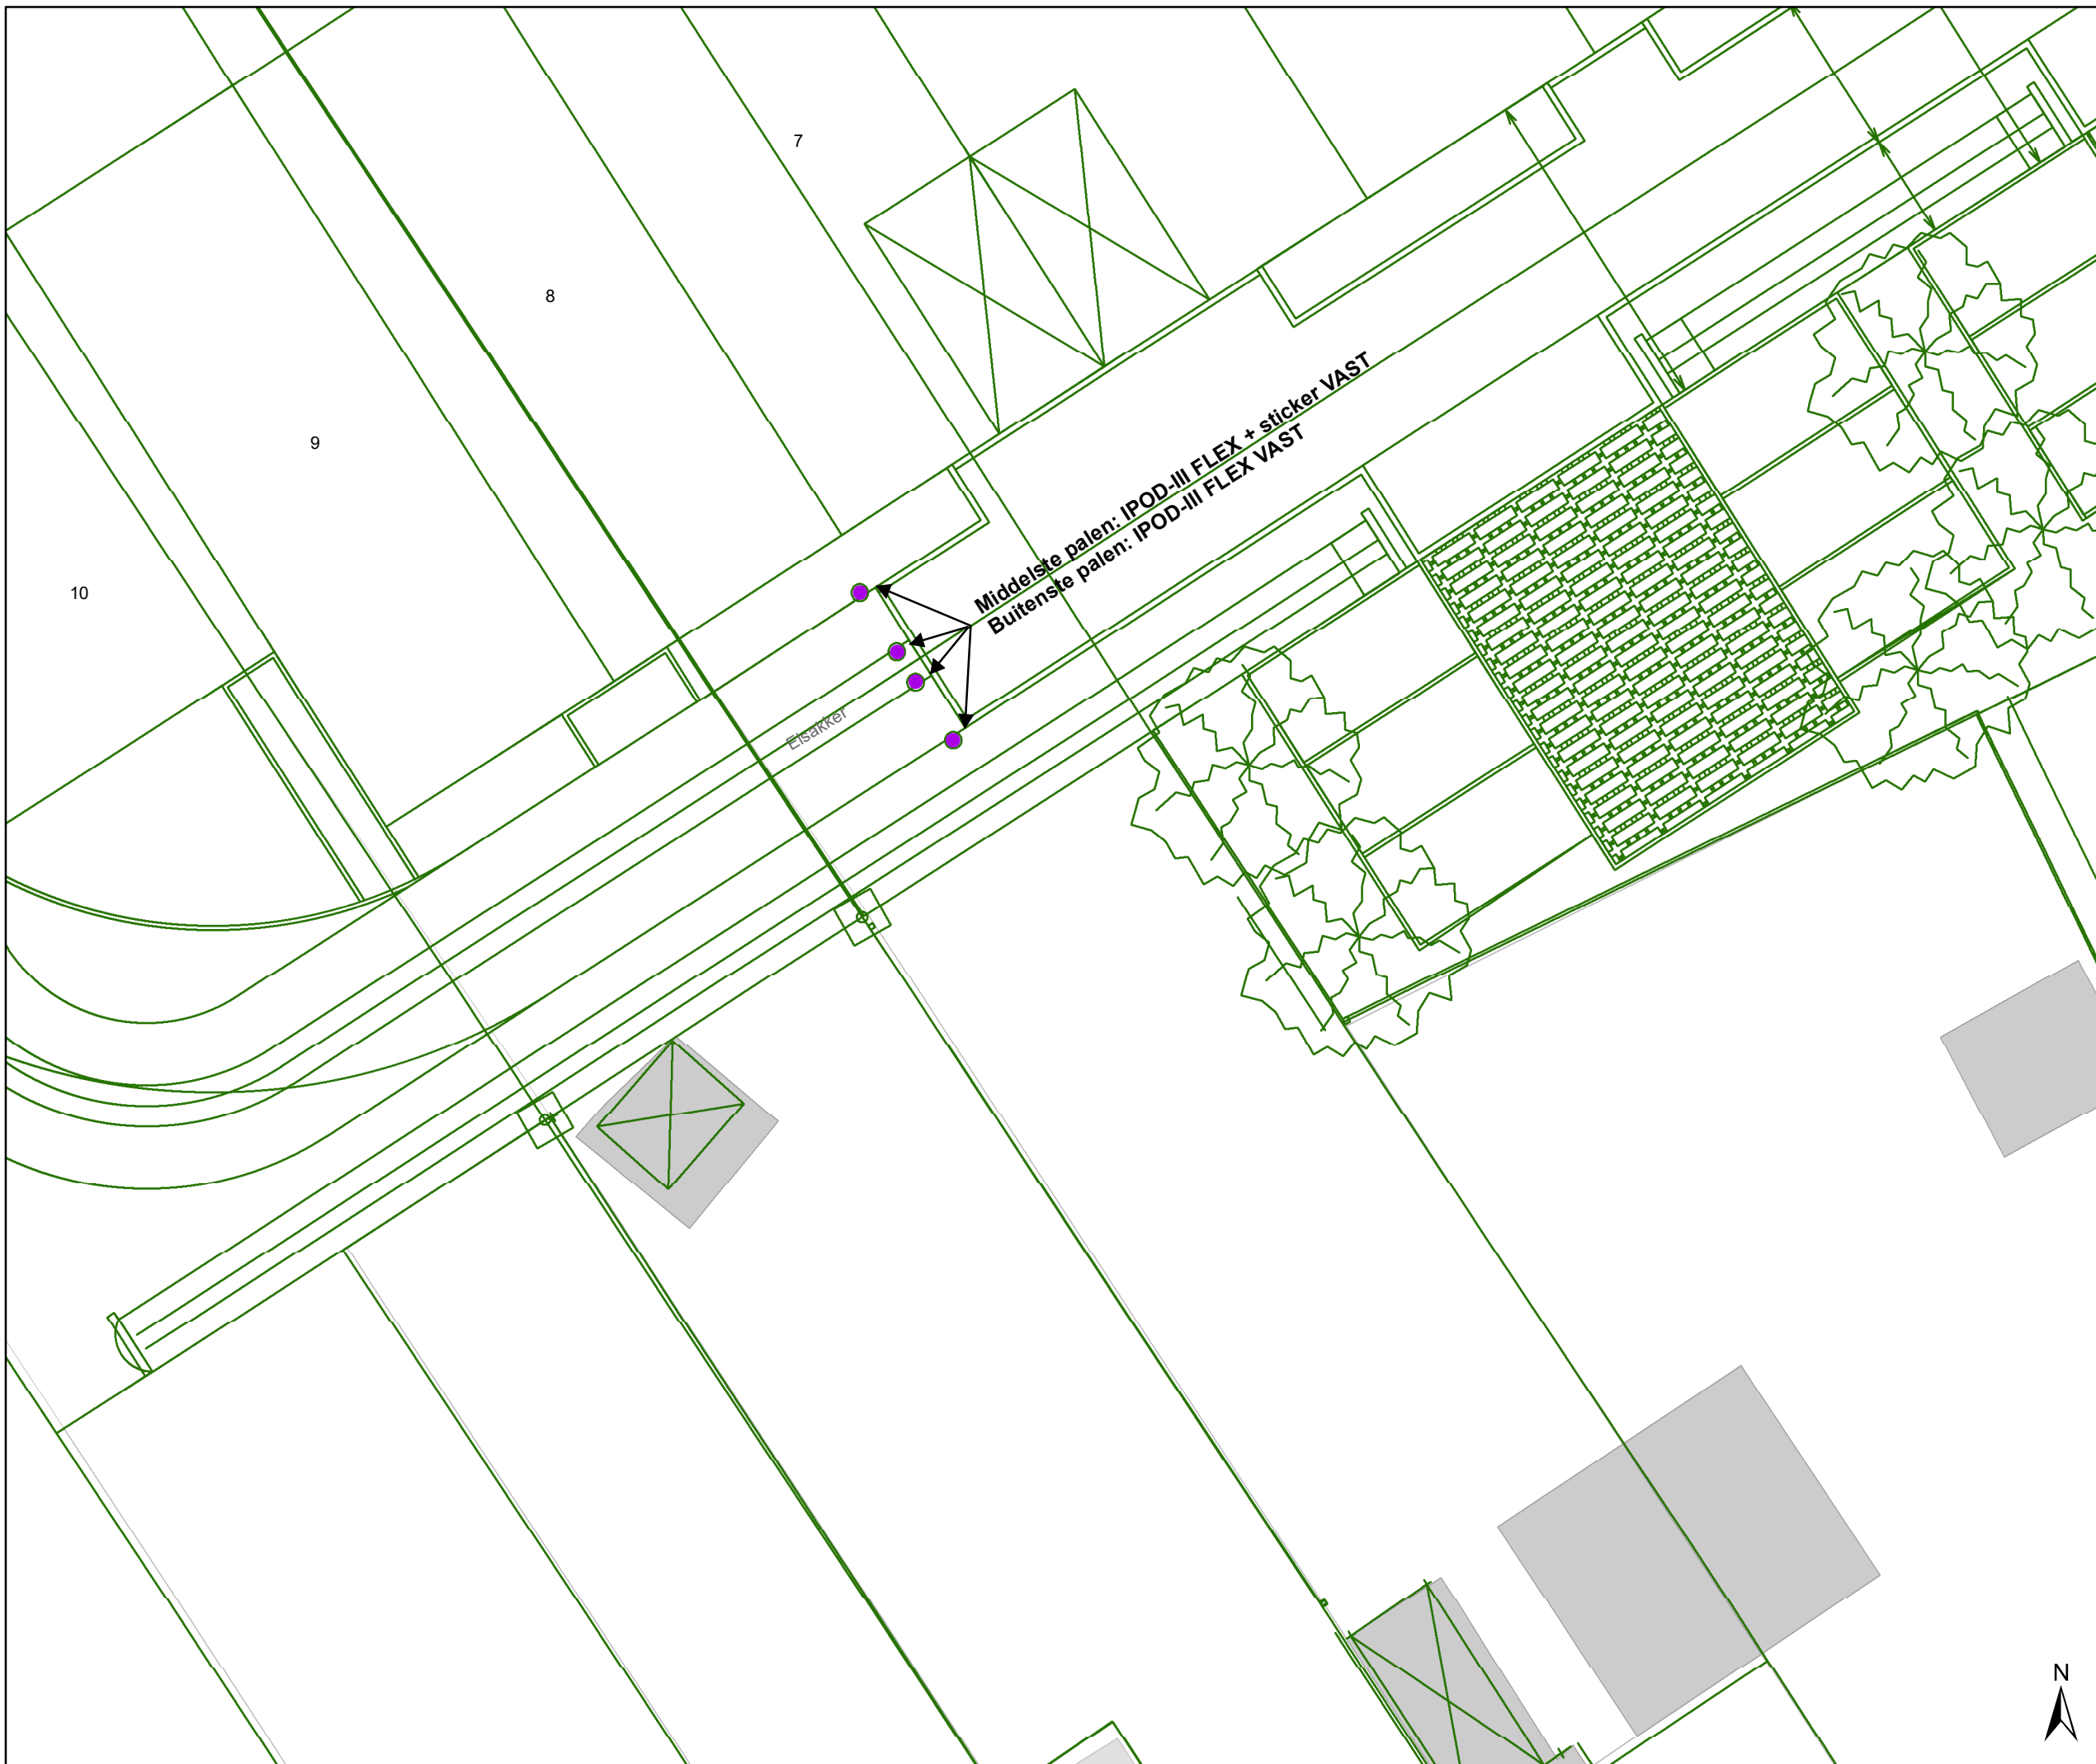 7
8
9
10
Middelste palen: IPOD-III FLEX + sticker VAST
Buitenste palen: IPOD-III FLEX VAST
Elsakker
N